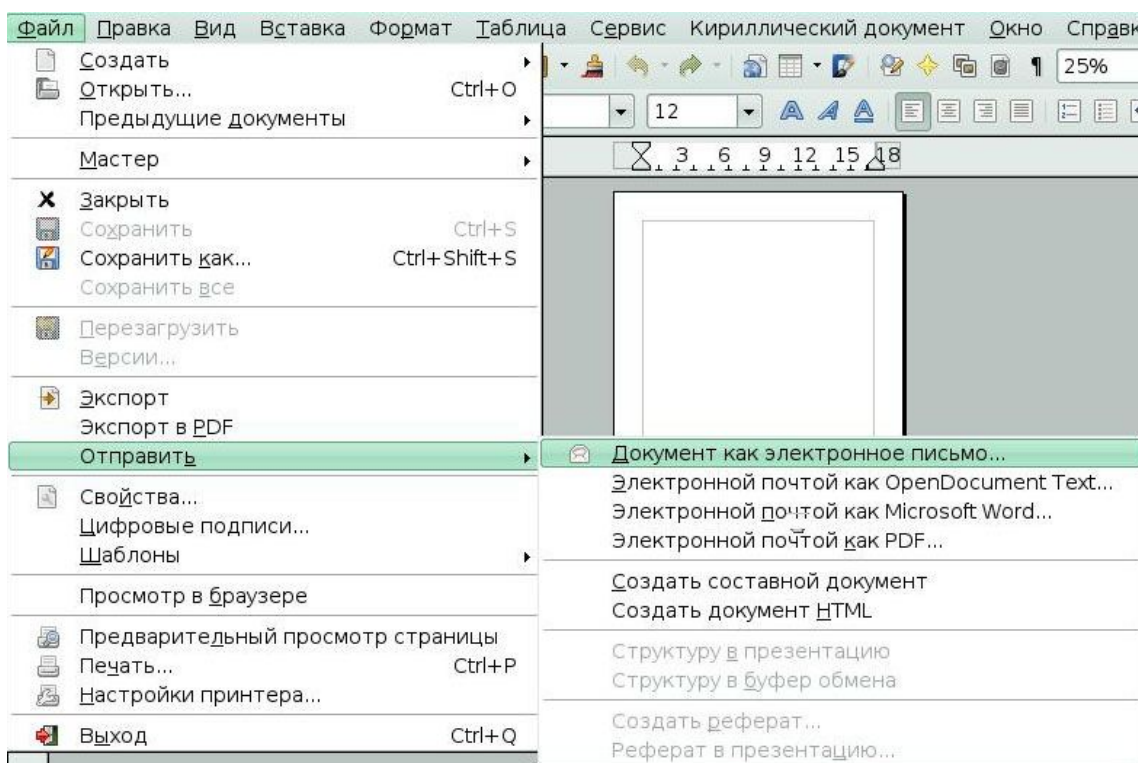 Файл Правка Вид Вставка Формат Таблица Сервис Кириллический документ Окно Справк
25%
12
3 6 9 12 15 18
Создать
Открыть... Ctrl+O
Предыдущие документы
Мастер
Закрыть
Сохранить Ctrl+S
Сохранить как... Ctrl+Shift+S
Сохранить все
Перезагрузить
Версии...
Экспорт
Экспорт в PDF
Отправить
Свойства...
Цифровые подписи...
Шаблоны
Просмотр в браузере
Предварительный просмотр страницы
Печать... Ctrl+P
Настройки принтера...
Выход Ctrl+Q
Документ как электронное письмо...
Электронной почтой как OpenDocument Text...
Электронной почтой как Microsoft Word...
Электронной почтой как PDF...
Создать составной документ
Создать документ HTML
Структуру в презентацию
Структуру в буфер обмена
Создать реферат...
Реферат в презентацию...